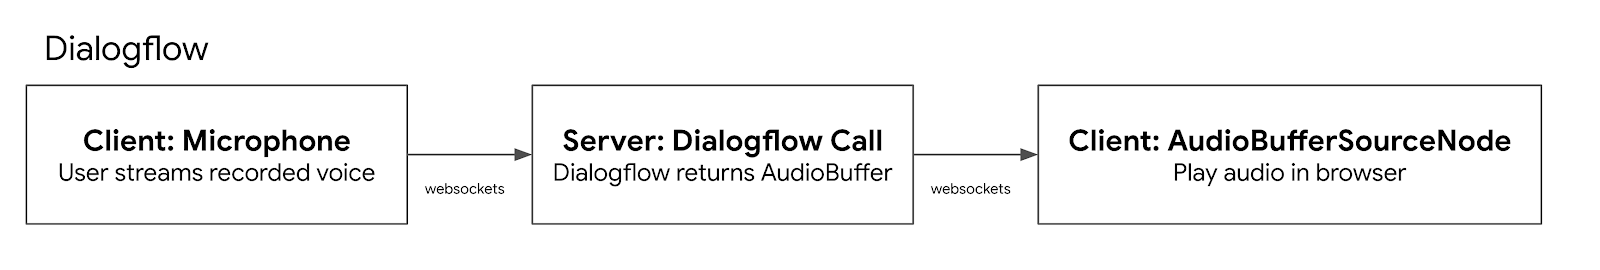 Dialogflow
Client: Microphone
User streams recorded voice
websockets
Server: Dialogflow Call
Dialogflow returns AudioBuffer
websockets
Client: AudioBufferSourceNode
Play audio in browser